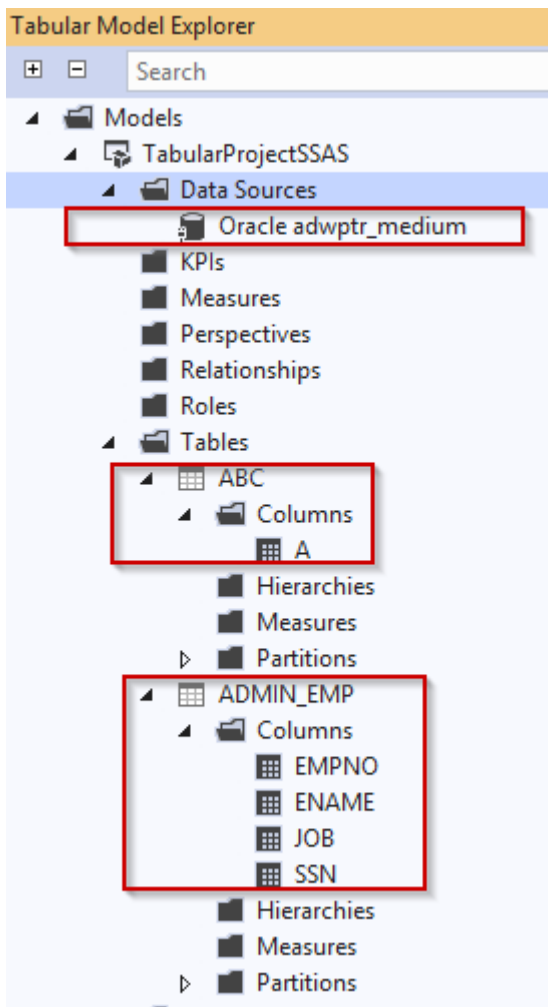 Tabular Model Explorer
Search
Models
TabularProjectSSAS
Data Sources
Oracle adwptr_medium
KPIs
Measures
Perspectives
Relationships
Roles
Tables
ABC
Columns
A
Hierarchies
Measures
Partitions
ADMIN_EMP
Columns
EMPNO
ENAME
JOB
SSN
Hierarchies
Measures
Partitions